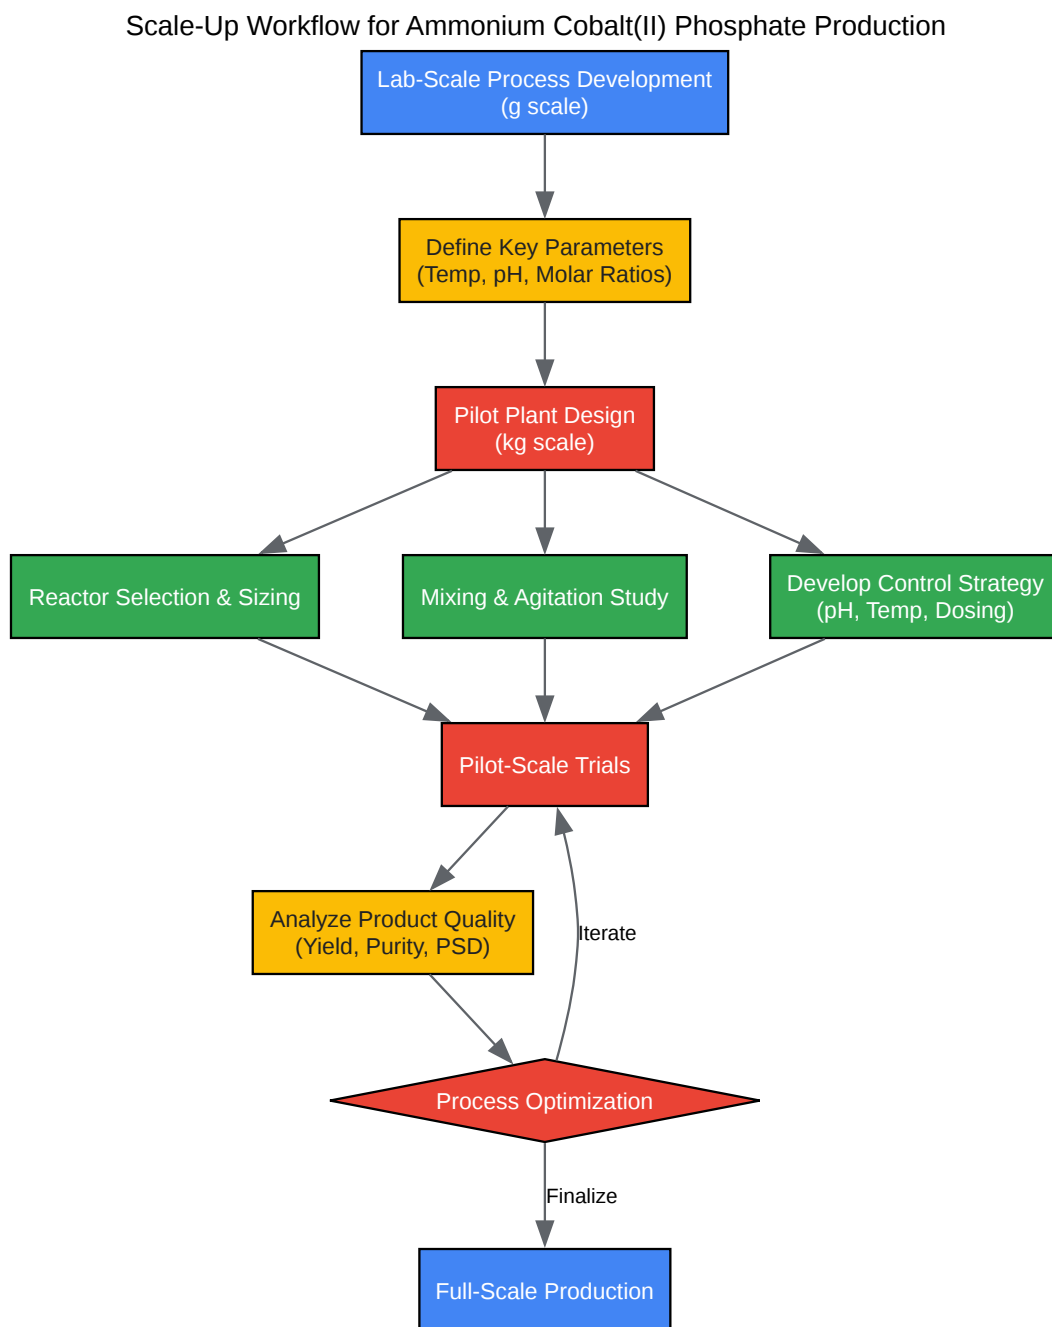 Scale-Up Workflow for Ammonium Cobalt(II) Phosphate Production
Lab-Scale Process Development
(g scale)
Define Key Parameters
(Temp, pH, Molar Ratios)
Pilot Plant Design
(kg scale)
Reactor Selection & Sizing
Mixing & Agitation Study
Develop Control Strategy
(pH, Temp, Dosing)
Pilot-Scale Trials
Analyze Product Quality
(Yield, Purity, PSD)
Iterate
Process Optimization
Finalize
Full-Scale Production